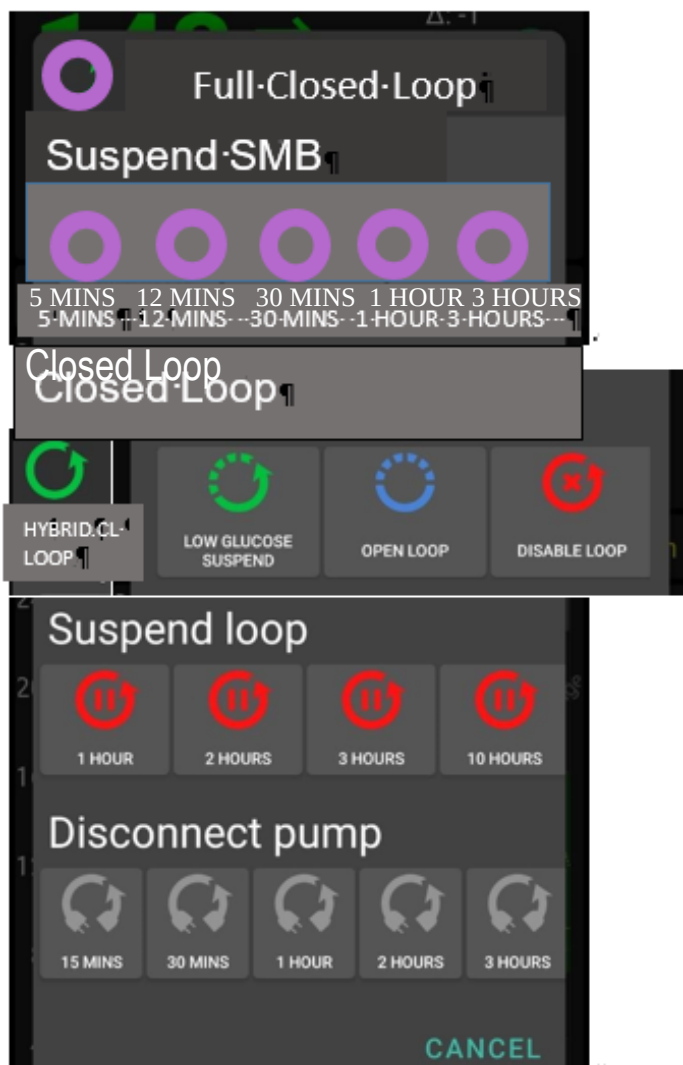 Δ: -1
Full·Closed·Loop¶
Suspend·SMB¶
5 MINS 12 MINS 30 MINS 1 HOUR 3 HOURS
5·MINS¶--12·MINS·--30·MINS·-·1·HOUR·3·HOURS·--¶
Closed Loop
Closed·Loop¶
HYBRID.CL-
LOOP¶
LOW GLUCOSE
SUSPEND
OPEN LOOP
DISABLE LOOP
Suspend loop
1 HOUR 2 HOURS 3 HOURS 10 HOURS
Disconnect pump
15 MINS 30 MINS 1 HOUR 2 HOURS 3 HOURS
CANCEL